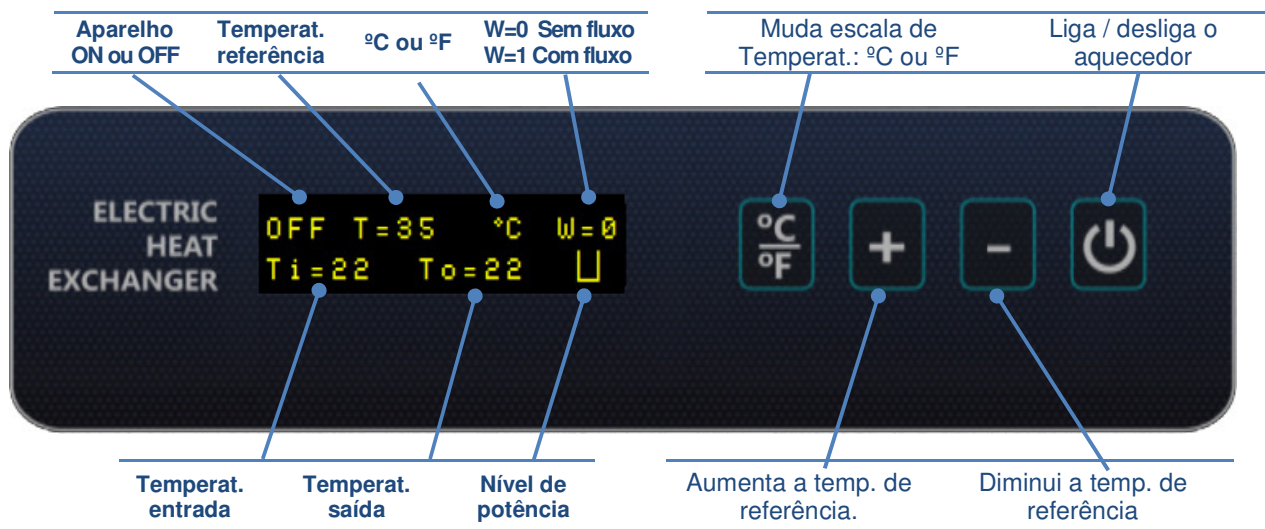 Aparelho
ON ou OFF
Temperat.
referência
ºC ou ºF
W=0 Sem fluxo
W=1 Com fluxo
Muda escala de
Temperat.: ºC ou ºF
Liga / desliga o
aquecedor
ELECTRIC
HEAT
EXCHANGER
OFF T=35 °C W=0
Ti=22 To=22
ºC
ºF
+
-
Temperat.
entrada
Temperat.
saída
Nível de
potência
Aumenta a temp. de
referência.
Diminui a temp. de
referência